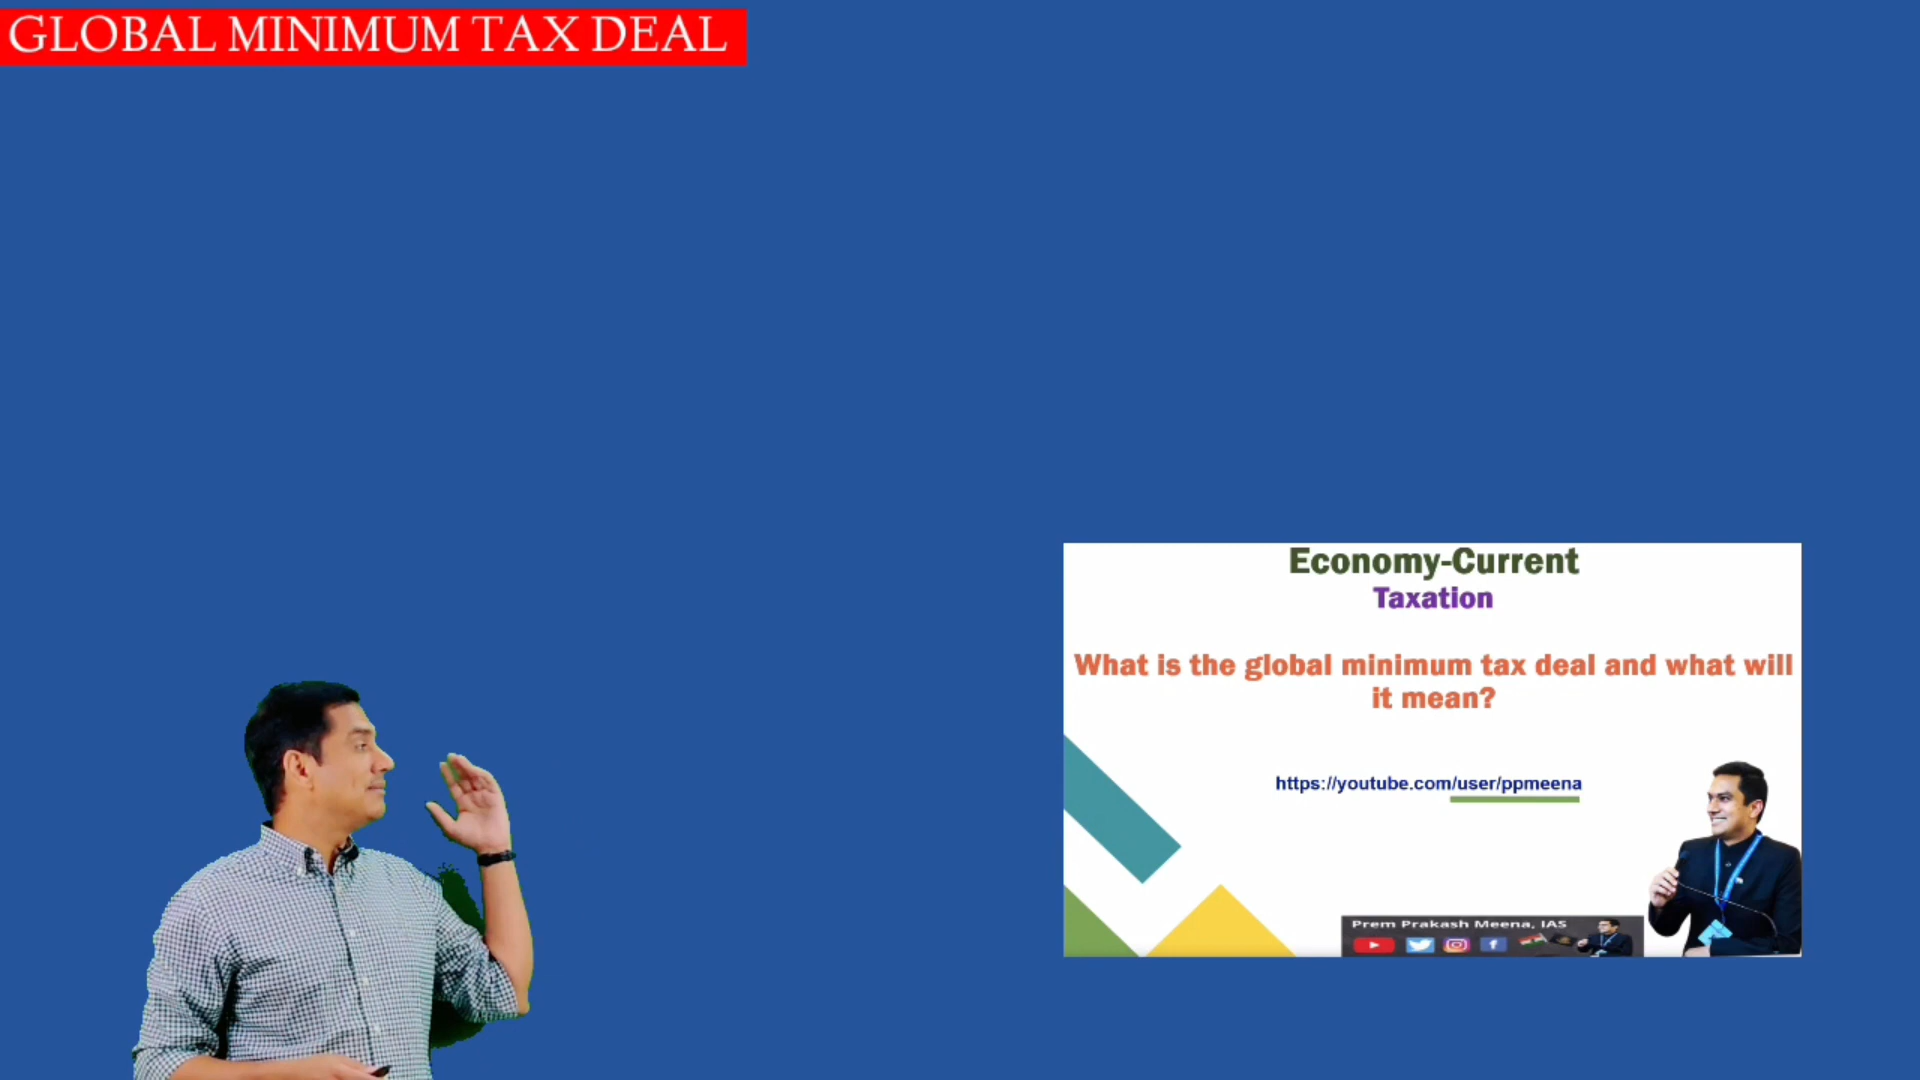 GLOBAL MINIMUM TAX DEAL
Economy-Current
Taxation
What is the global minimum tax deal and what will
it mean?
https://youtube.com/user/ppmeena
Prem Prakash Meena, IAS